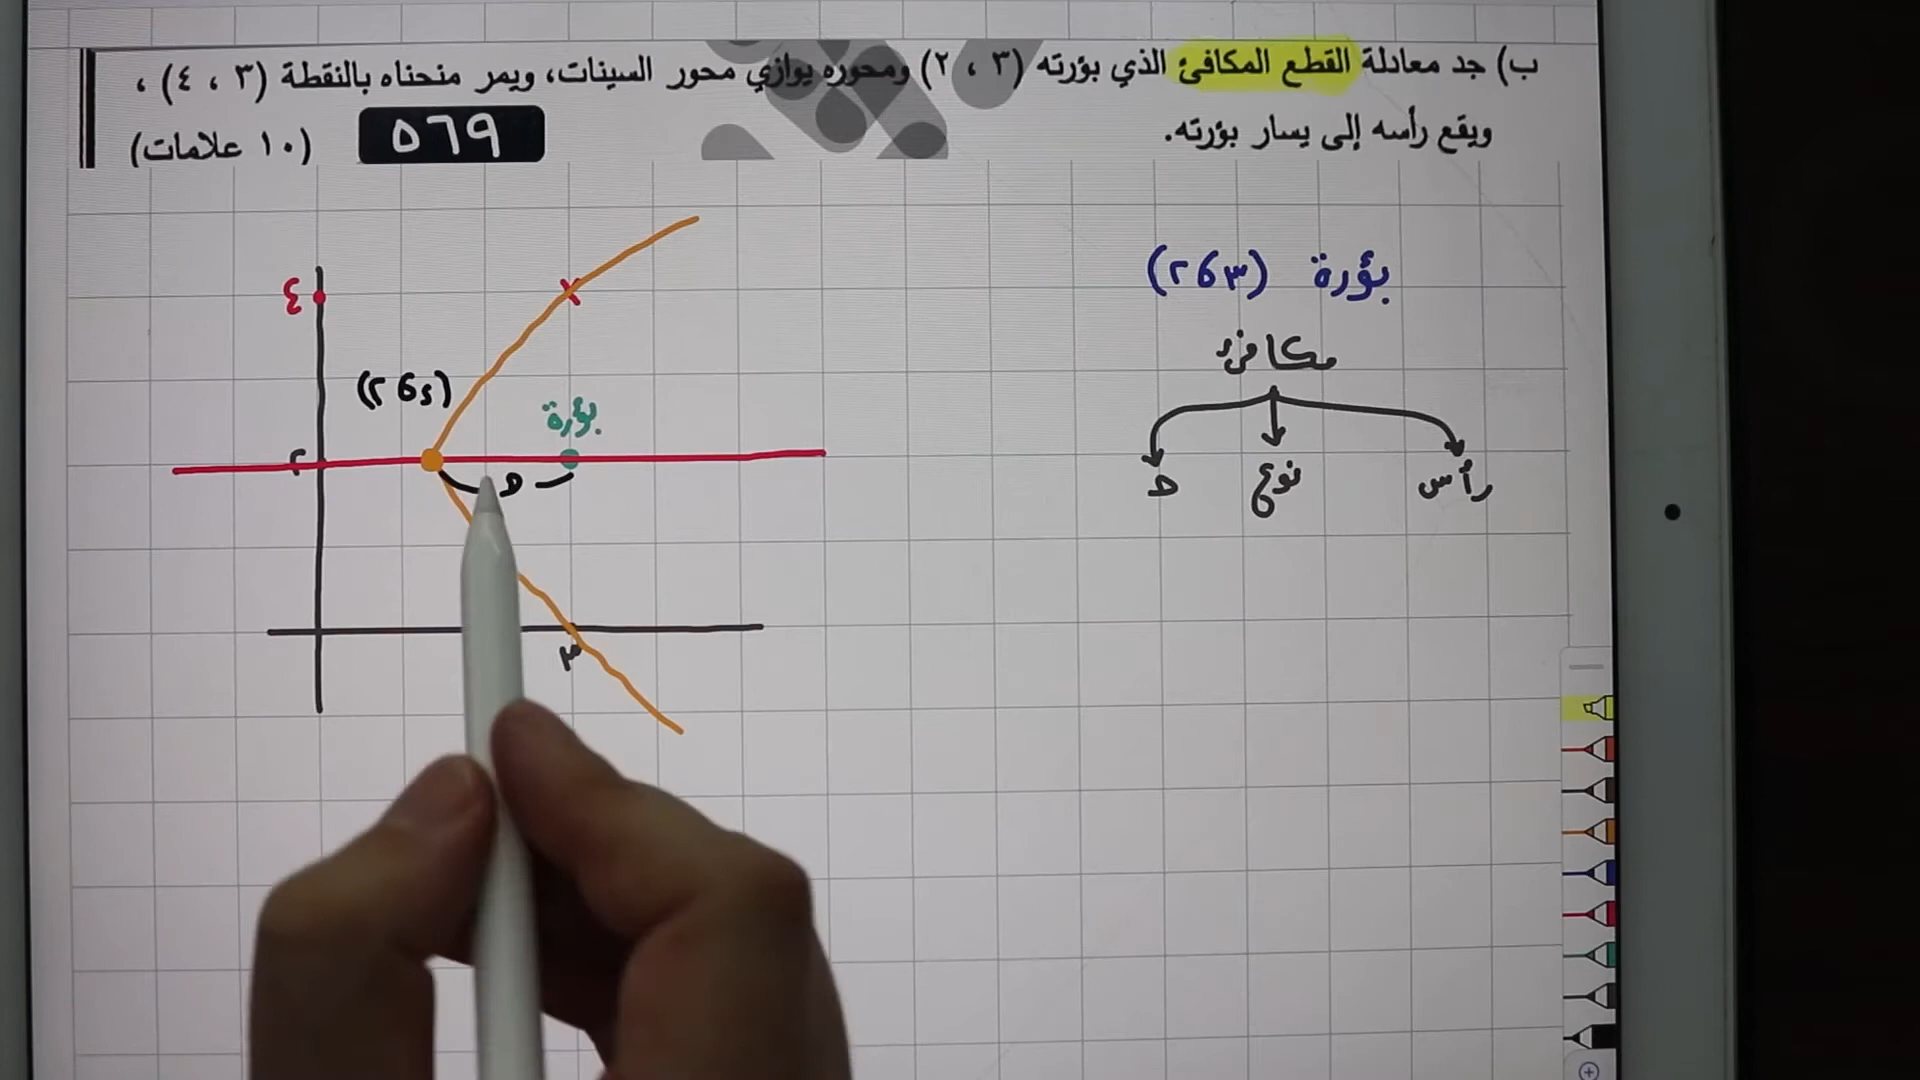 ب) جد معادلة القطع المكافئ الذي بؤرته (٣ ، ٢) ومحوره يوازي محور السينات، ويمر منحناه بالنقطة (٣ ، ٤) ،
ويقع رأسه إلى يسار بؤرته.
٥٦٩
(١٠ علامات)
بؤرة (٣، ٢)
مكافئ
رأس
نوع
ح
٤
(د، ٢)
بؤرة
٢
ح
٣